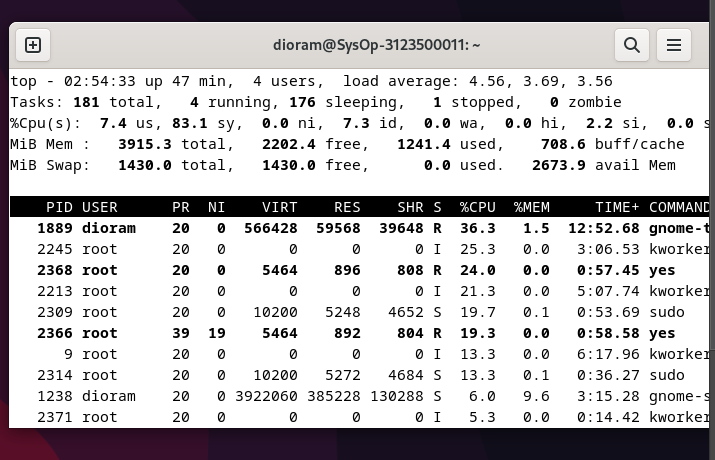 dioram@SysOp-3123500011: ~
top - 02:54:33 up 47 min,  4 users,  load average: 4.56, 3.69, 3.56
Tasks: 181 total,   4 running, 176 sleeping,   1 stopped,   0 zombie
%Cpu(s):  7.4 us, 83.1 sy,  0.0 ni,  7.3 id,  0.0 wa,  0.0 hi,  2.2 si,  0.0 s
MiB Mem :   3915.3 total,   2202.4 free,   1241.4 used,    708.6 buff/cache
MiB Swap:   1430.0 total,   1430.0 free,      0.0 used.   2673.9 avail Mem
PID USER      PR  NI    VIRT    RES    SHR S  %CPU  %MEM     TIME+ COMMAND
1889 dioram    20   0  566428  59568  39648 R  36.3   1.5  12:52.68 gnome-t
2245 root      20   0       0      0      0 I  25.3   0.0   3:06.53 kworker
2368 root      20   0    5464    896    808 R  24.0   0.0   0:57.45 yes
2213 root      20   0       0      0      0 I  21.3   0.0   5:07.74 kworker
2309 root      20   0   10200   5248   4652 S  19.7   0.1   0:53.69 sudo
2366 root      39  19    5464    892    804 R  19.3   0.0   0:58.58 yes
9 root      20   0       0      0      0 I  13.3   0.0   6:17.96 kworker
2314 root      20   0   10200   5272   4684 S  13.3   0.1   0:36.27 sudo
1238 dioram    20   0 3922060 385228 130288 S   6.0   9.6   3:15.28 gnome-s
2371 root      20   0       0      0      0 I   5.3   0.0   0:14.42 kworker